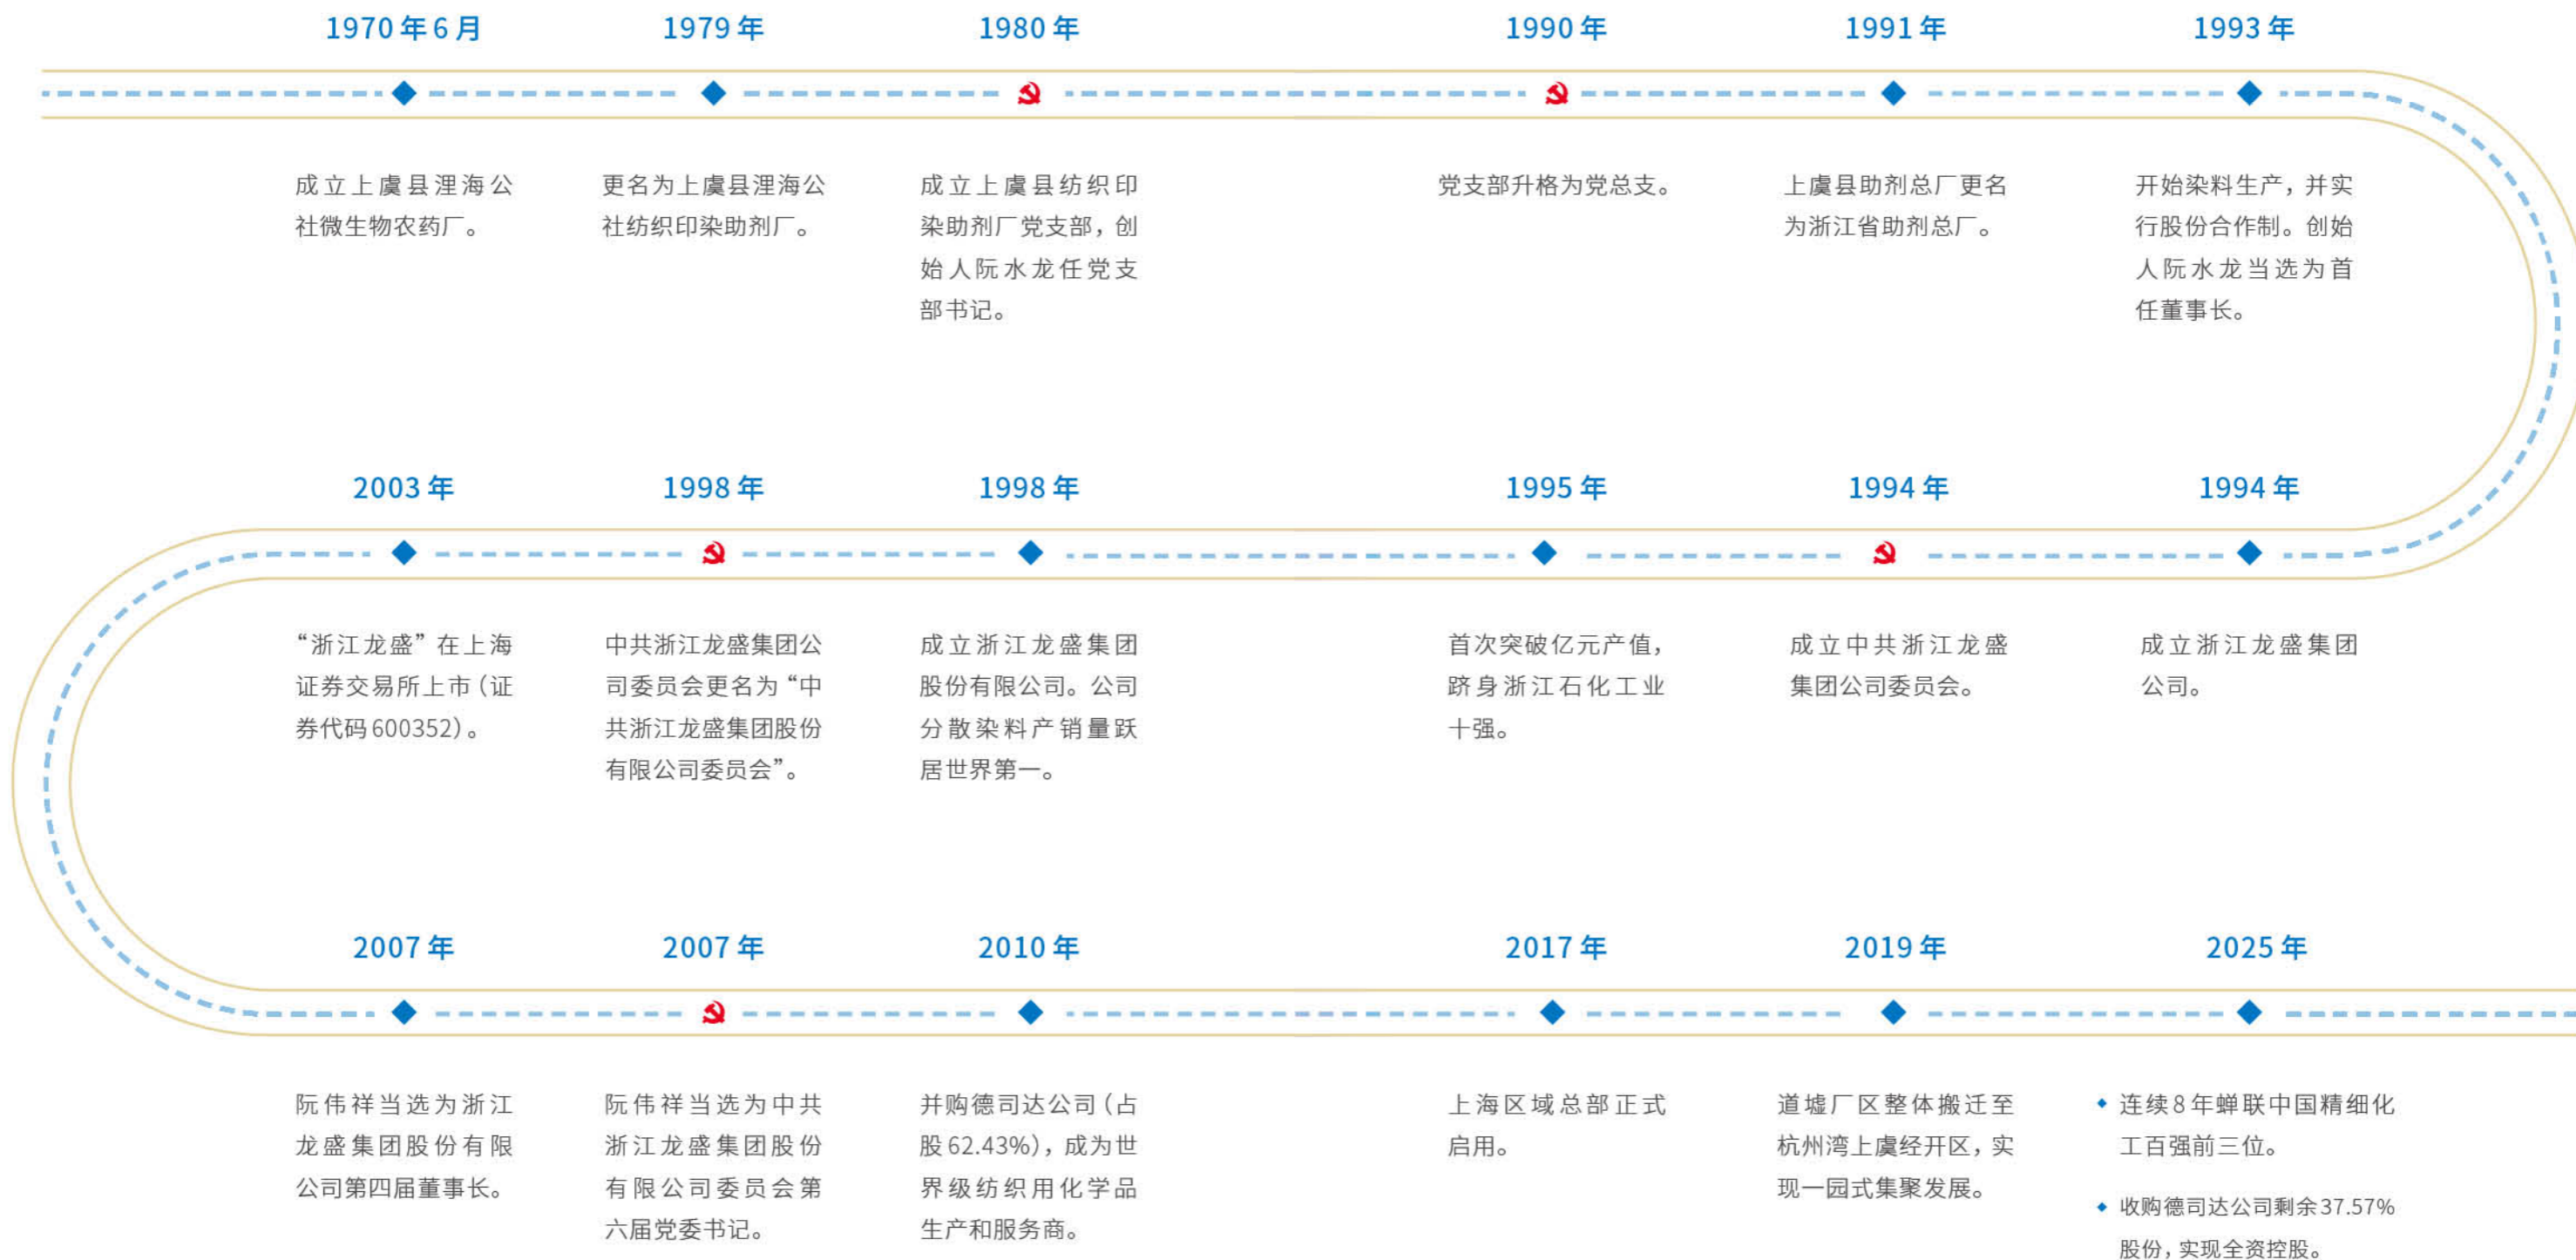 1970年6月
成立上虞县浬海公
社微生物农药厂。
1979年
更名为上虞县浬海公
社纺织印染助剂厂。
1980年
成立上虞县纺织印
染助剂厂党支部，创
始人阮水龙任党支
部书记。
1990年
党支部升格为党总支。
1991年
上虞县助剂总厂更名
为浙江省助剂总厂。
1993年
开始染料生产，并实
行股份合作制。创始
人阮水龙当选为首
任董事长。
1994年
成立浙江龙盛集团
公司。
1994年
成立中共浙江龙盛
集团公司委员会。
1995年
首次突破亿元产值，
跻身浙江石化工业
十强。
1998年
成立浙江龙盛集团
股份有限公司。公司
分散染料产销量跃
居世界第一。
1998年
中共浙江龙盛集团公
司委员会更名为“中
共浙江龙盛集团股份
有限公司委员会”。
2003年
“浙江龙盛”在上海
证券交易所上市（证
券代码600352）。
2007年
阮伟祥当选为浙江
龙盛集团股份有限
公司第四届董事长。
2007年
阮伟祥当选为中共
浙江龙盛集团股份
有限公司委员会第
六届党委书记。
2010年
并购德司达公司（占
股62.43%），成为世
界级纺织用化学品
生产和服务商。
2017年
上海区域总部正式
启用。
2019年
道墟厂区整体搬迁至
杭州湾上虞经开区，实
现一园式集聚发展。
2025年
连续8年蝉联中国精细化
工百强前三位。
收购德司达公司剩余37.57%
股份，实现全资控股。